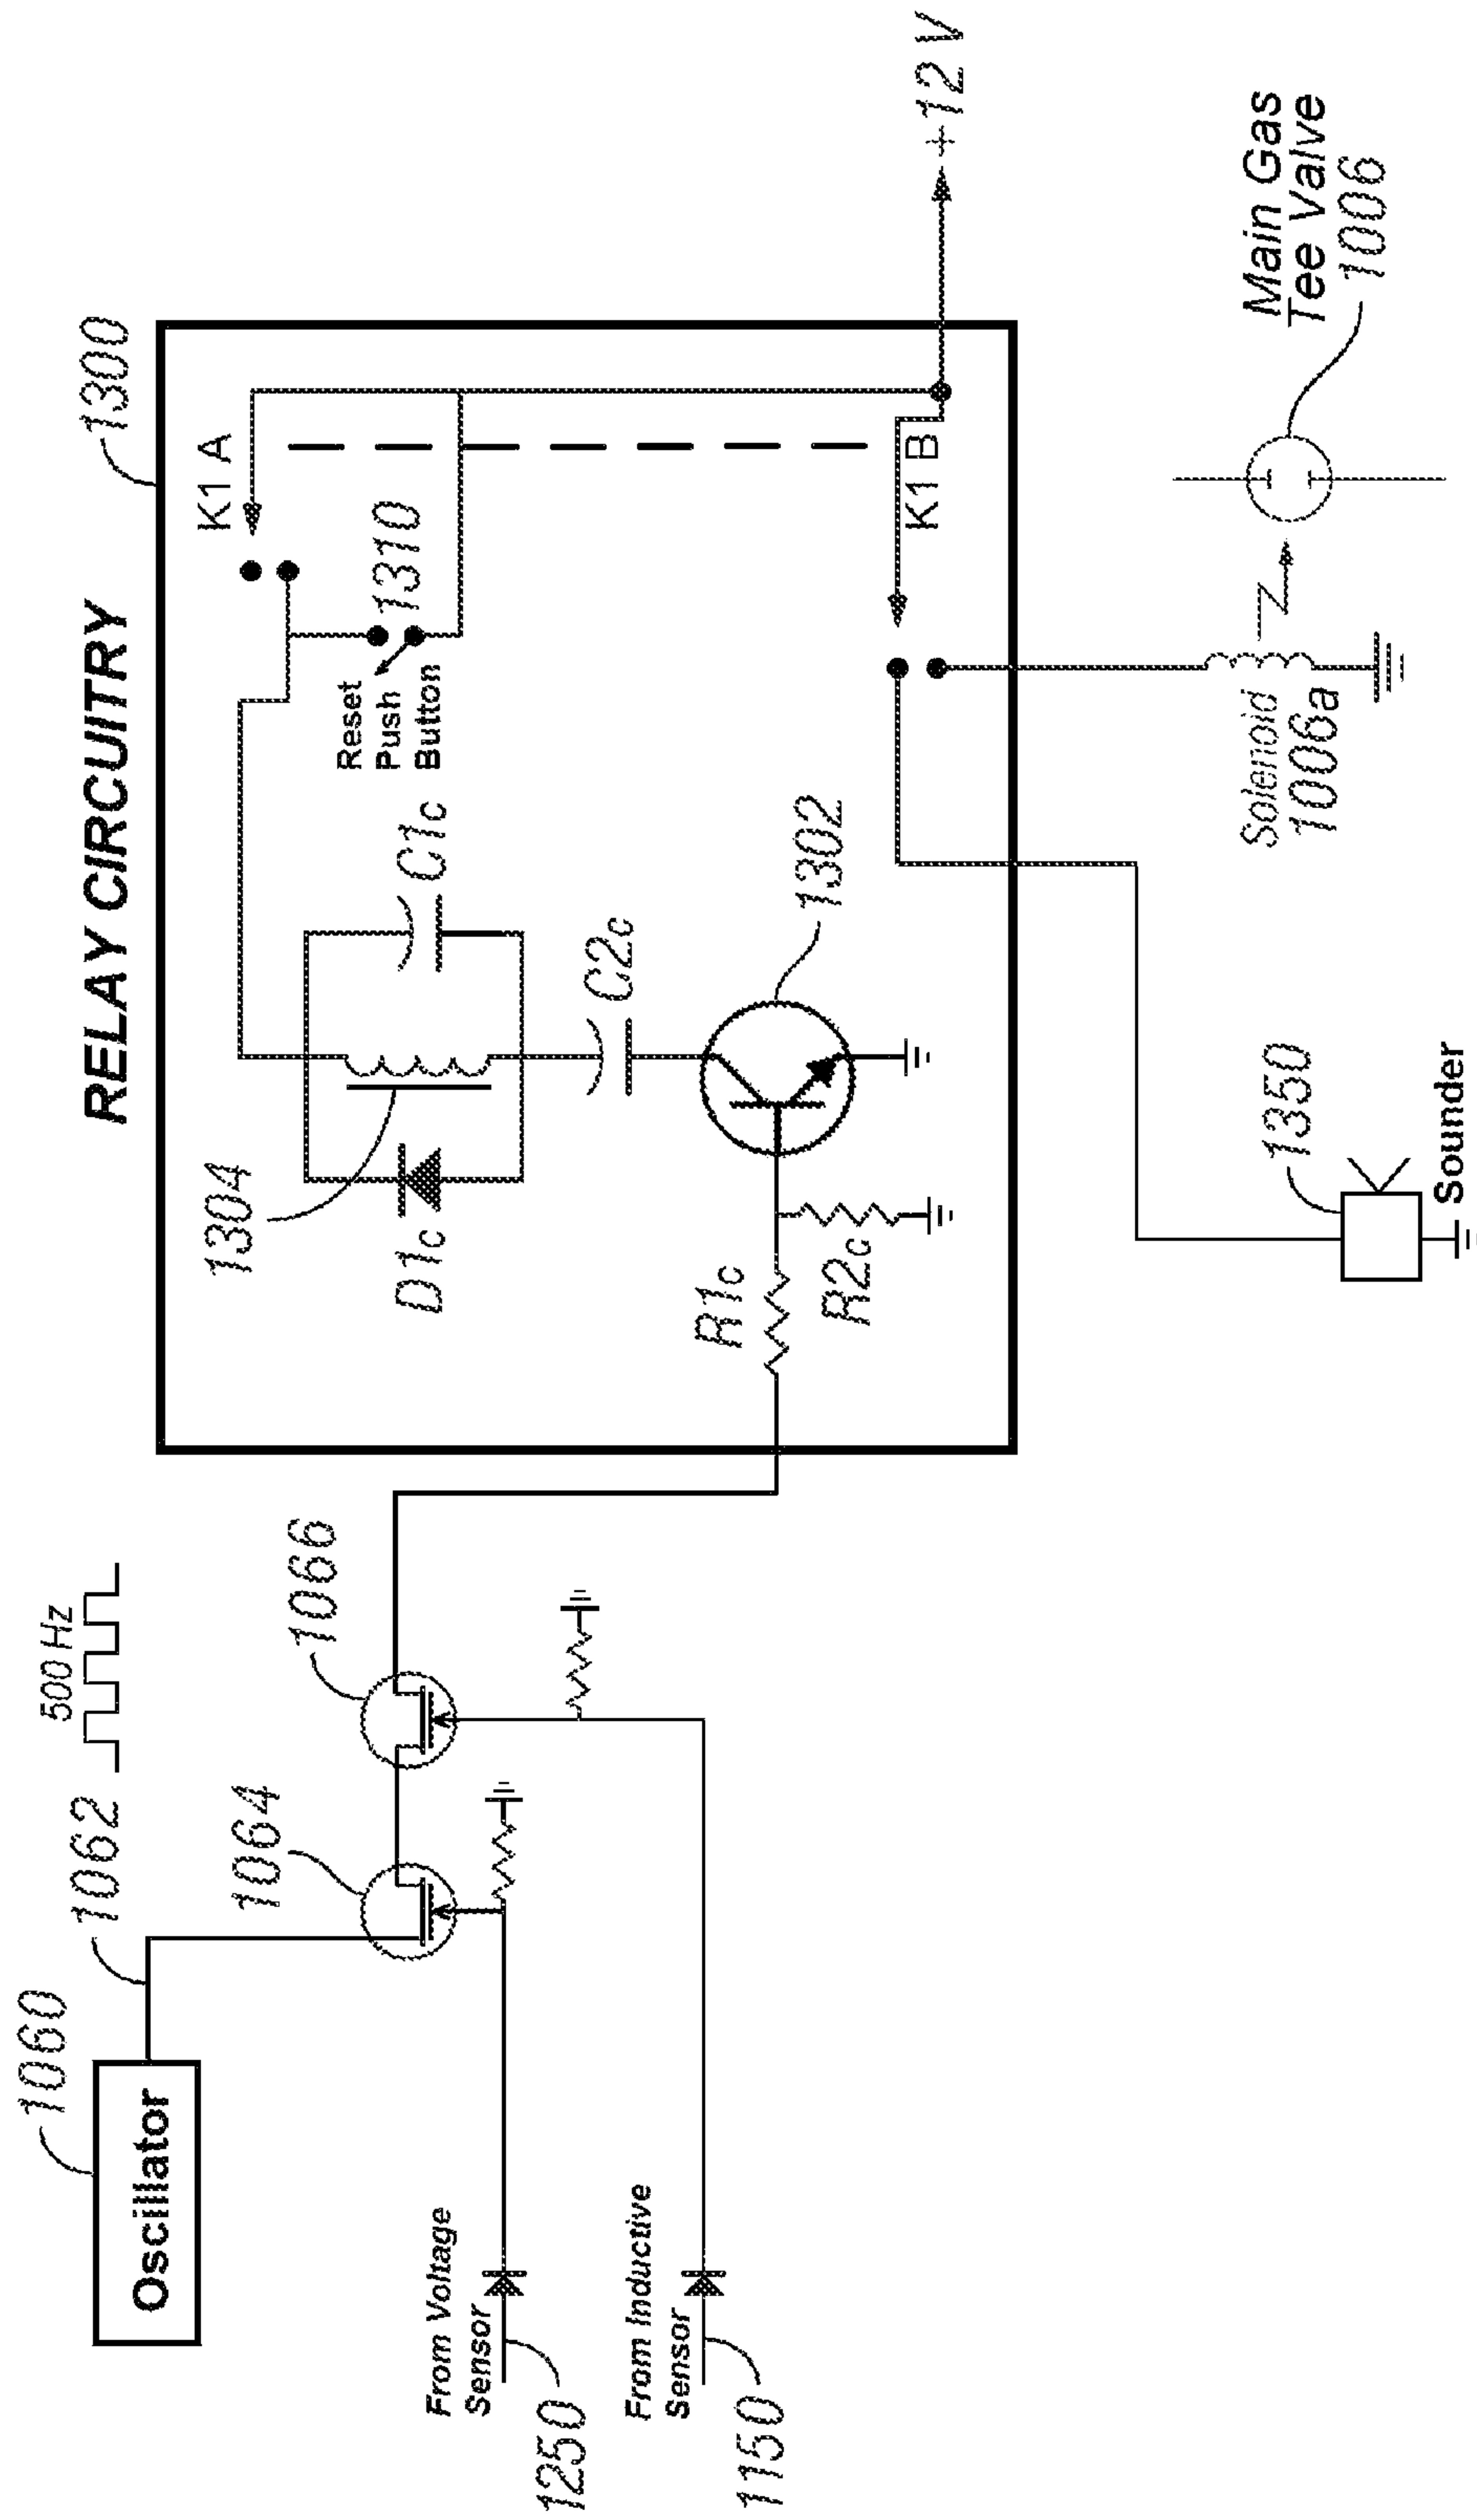 RELAY CIRCUITRY
1060
1062
500 Hz
Oscillator
1064
1066
1300
1304
D1c
C1c
K1 A
Reset
Push
Button
1310
C2c
R1c
R2c
1302
K1 B
+12 V
From Voltage
Sensor
1250
From Inductive
Sensor
1150
1350
Sounder
Solenoid
1006a
Main Gas
Tee Valve
1006